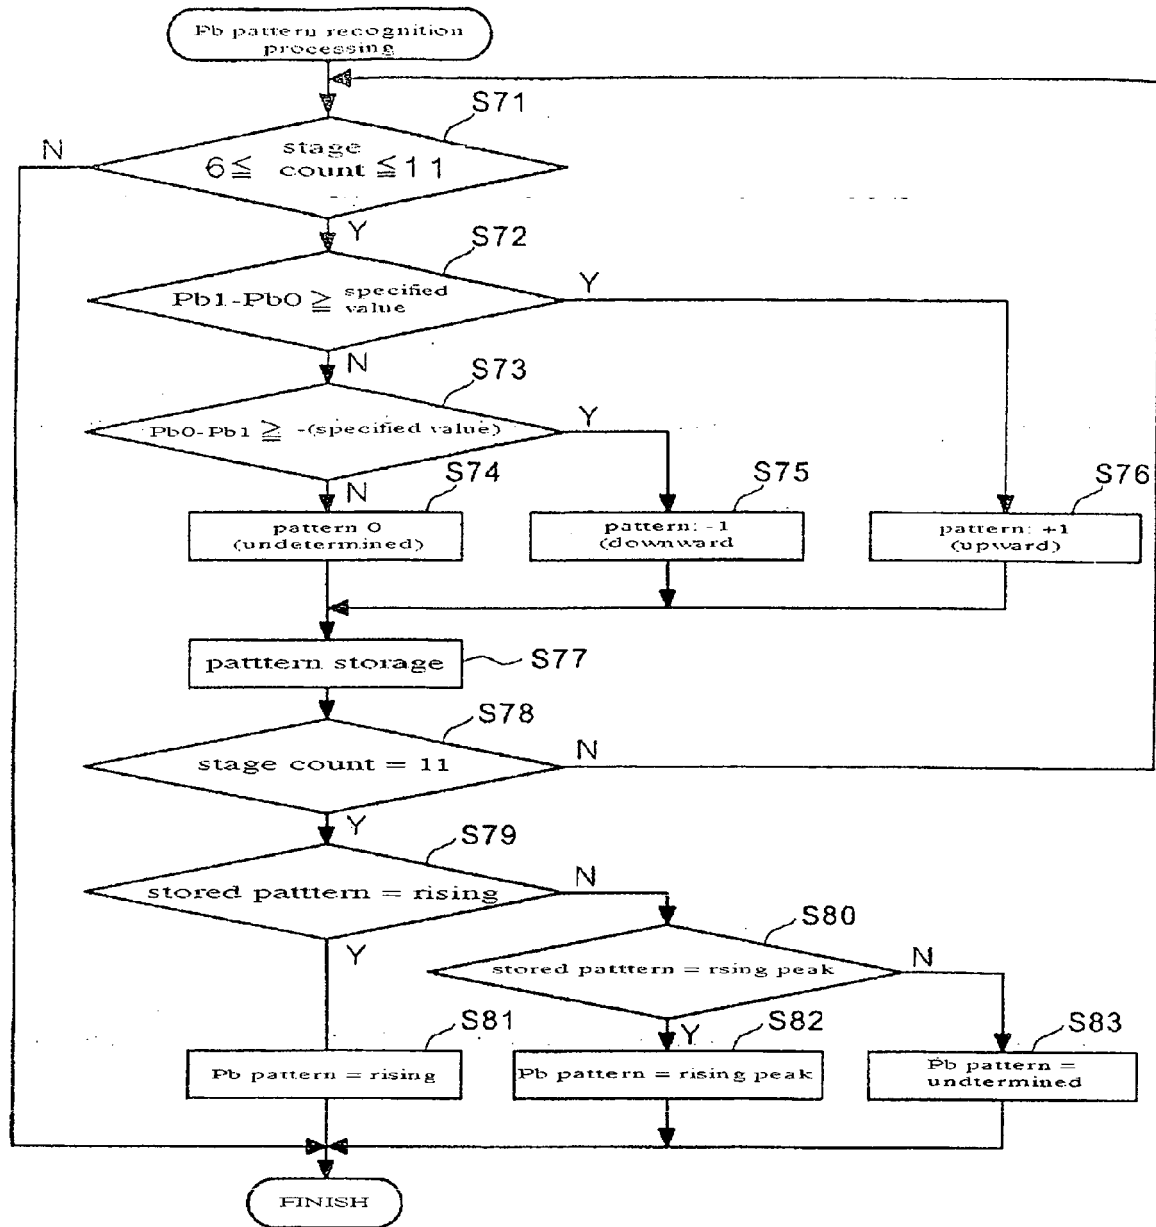 Pb pattern recognition
processing
S71
N
6≦ stage count ≦11
Y
S72
Pb1-Pb0 ≧ specified value
Y
N
S73
Pb0-Pb1 ≧ -(specified value)
Y
N
S74
pattern 0
(undetermined)
S75
pattern: -1
(downward
S76
pattern: +1
(upward)
patttern storage
S77
S78
stage count = 11
N
Y
S79
stored patttern = rising
N
Y
S80
stored patttern = rsing peak
N
Y
S81
Pb pattern = rising
S82
Pb pattern = rising peak
S83
Pb pattern =
undtermined
FINISH